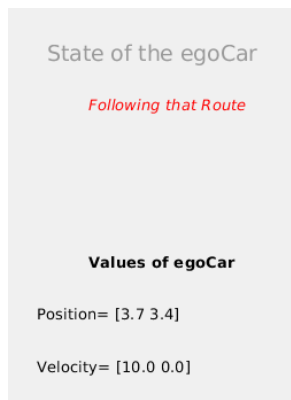 State of the egoCar
Following that Route
Values of egoCar
Position= [3.7 3.4]
Velocity= [10.0 0.0]